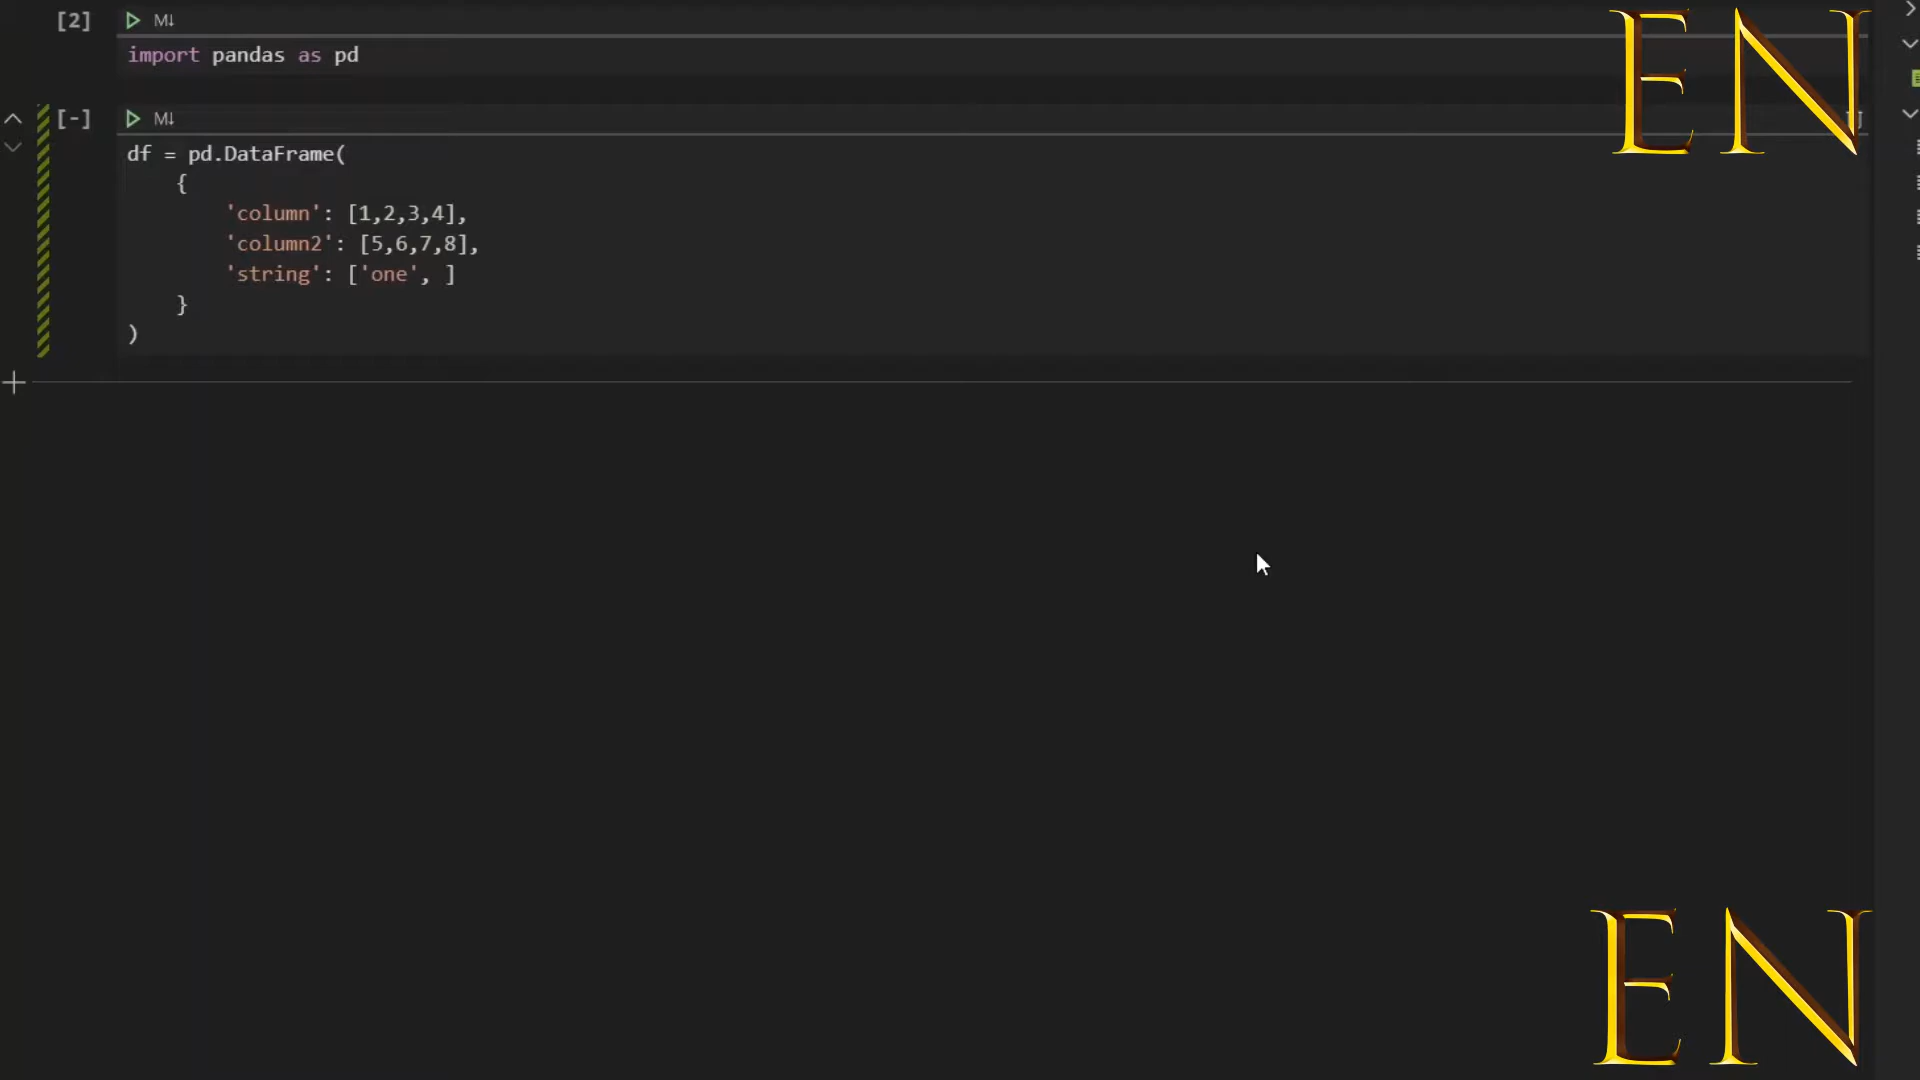 [2] M↓
import pandas as pd
[-] M↓
df = pd.DataFrame(
{
'column': [1,2,3,4],
'column2': [5,6,7,8],
'string': ['one', ]
}
)
EN
EN